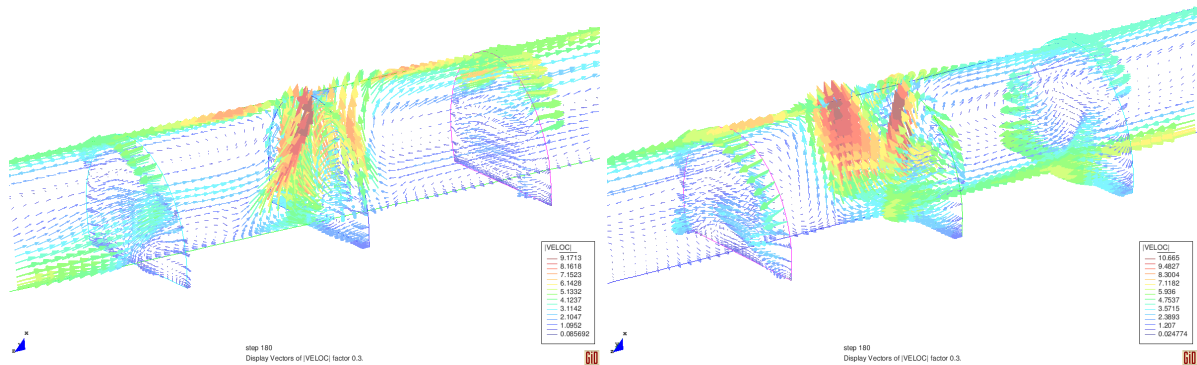 |VELOC|
9.1713
8.1618
7.1523
6.1428
5.1332
4.1237
3.1142
2.1047
1.0952
0.085692
x
z
step 180
Display Vectors of |VELOC| factor 0.3.
GiD
|VELOC|
10.665
9.4827
8.3004
7.1182
5.936
4.7537
3.5715
2.3893
1.207
0.024774
x
z
step 180
Display Vectors of |VELOC| factor 0.3.
GiD